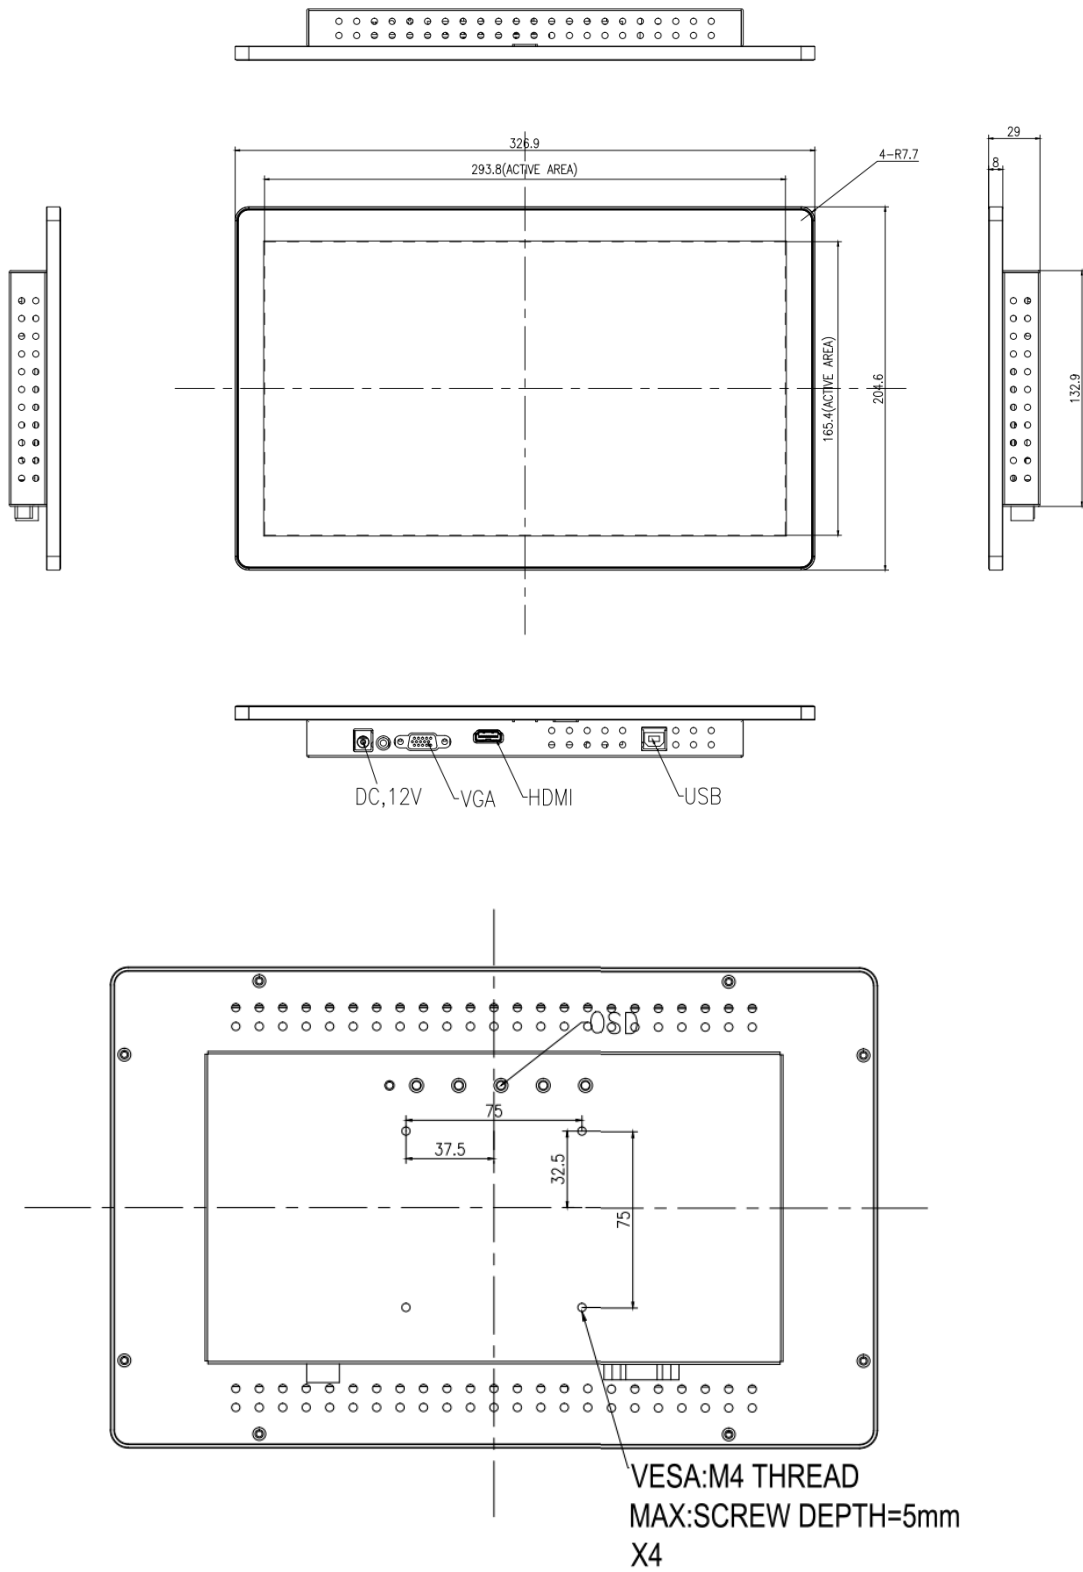 326.9
293.8(ACTIVE AREA)
4-R7.7
29
8
165.4(ACTIVE AREA)
204.6
132.9
DC,12V
VGA
HDMI
USB
OSD
75
37.5
32.5
75
VESA:M4 THREAD
MAX:SCREW DEPTH=5mm
X4